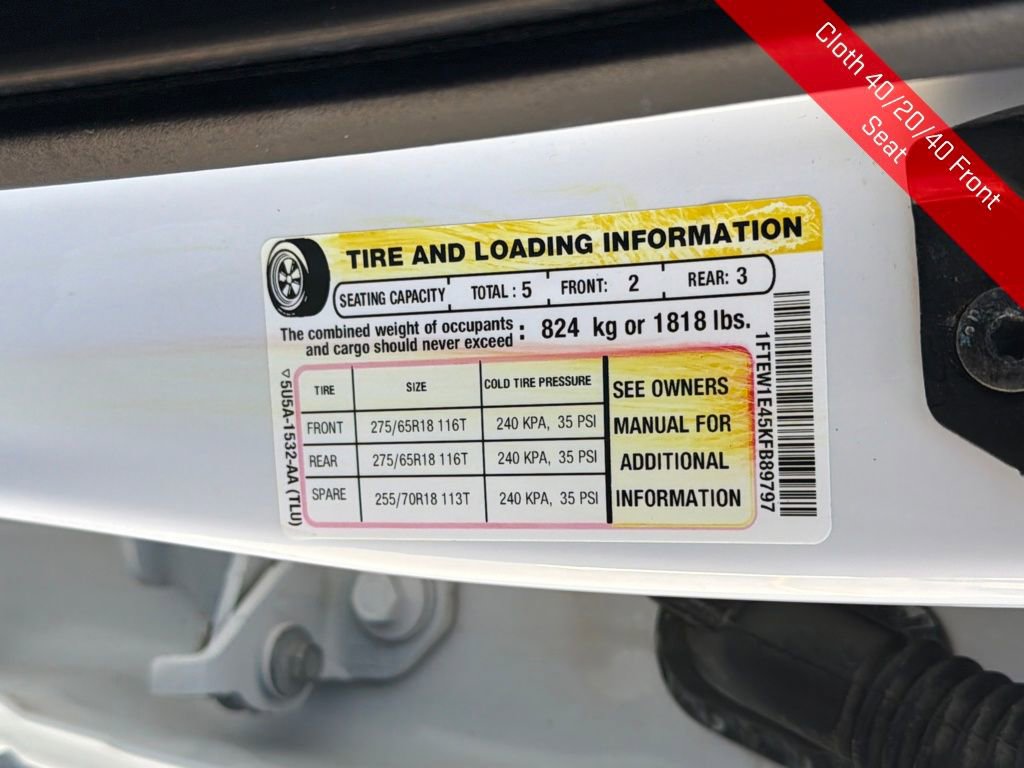 Cloth 40/20/40 Front
Seat
TIRE AND LOADING INFORMATION
SEATING CAPACITY TOTAL : 5 FRONT: 2 REAR: 3
The combined weight of occupants
and cargo should never exceed : 824 kg or 1818 lbs.
TIRE SIZE COLD TIRE PRESSURE
FRONT 275/65R18 116T 240 KPA, 35 PSI
REAR 275/65R18 116T 240 KPA, 35 PSI
SPARE 255/70R18 113T 240 KPA, 35 PSI
SEE OWNERS
MANUAL FOR
ADDITIONAL
INFORMATION
5U5A-1532-AA (TLU)
1FTEW1E45KFB89797